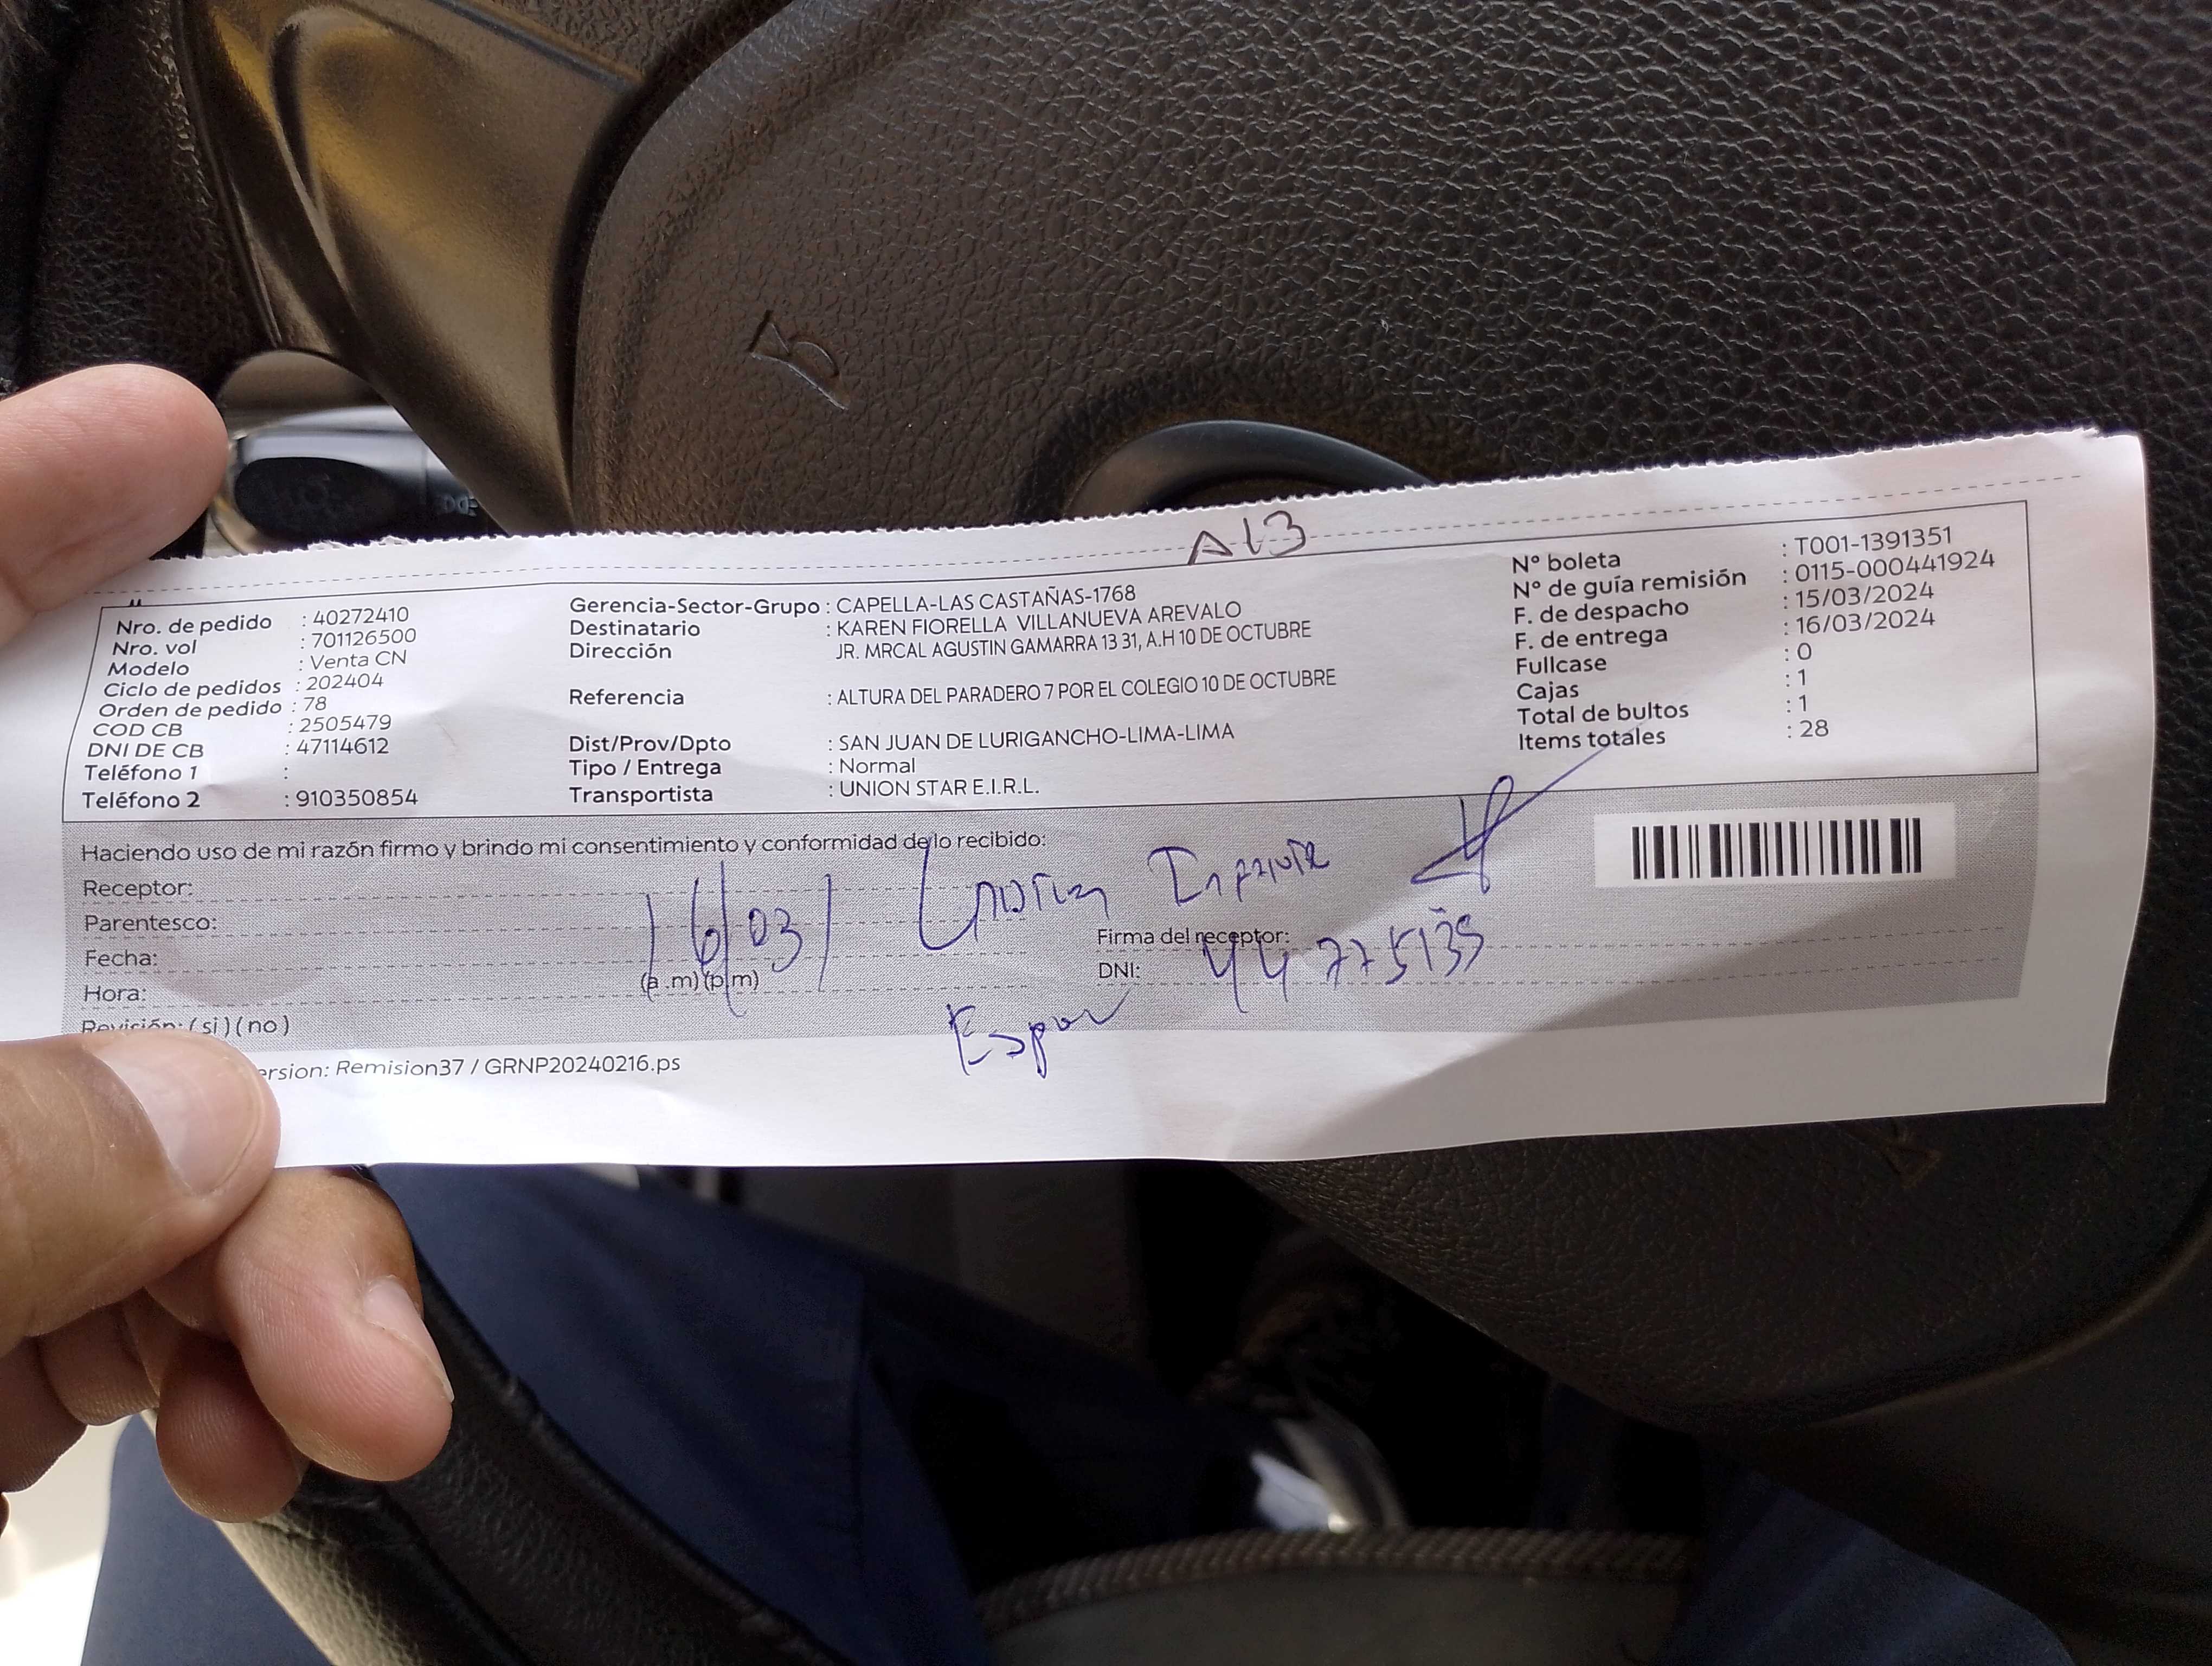 A13
Nro. de pedido : 40272410
Nro. vol : 701126500
Modelo : Venta CN
Ciclo de pedidos : 202404
Orden de pedido : 78
COD CB : 2505479
DNI DE CB : 47114612
Teléfono 1 :
Teléfono 2 : 910350854
Gerencia-Sector-Grupo : CAPELLA-LAS CASTAÑAS-1768
Destinatario : KAREN FIORELLA VILLANUEVA AREVALO
Dirección JR. MRCAL AGUSTIN GAMARRA 13 31, A.H 10 DE OCTUBRE
Referencia : ALTURA DEL PARADERO 7 POR EL COLEGIO 10 DE OCTUBRE
Dist/Prov/Dpto : SAN JUAN DE LURIGANCHO-LIMA-LIMA
Tipo / Entrega : Normal
Transportista : UNION STAR E.I.R.L.
Nº boleta : T001-1391351
Nº de guía remisión : 0115-000441924
F. de despacho : 15/03/2024
F. de entrega : 16/03/2024
Fullcase : 0
Cajas : 1
Total de bultos : 1
Items totales : 28
Haciendo uso de mi razón firmo y brindo mi consentimiento y conformidad de lo recibido:
Receptor:
Parentesco:
Fecha: 16/03/
Hora: (a .m) (p.m)
Revisión: ( si ) ( no )
Firma del receptor:
DNI: 44775135
ersion: Remision37 / GRNP20240216.ps